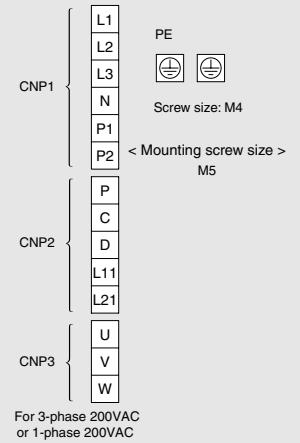 CNP1
L1
L2
L3
N
P1
P2
PE
Screw size: M4
< Mounting screw size >
M5
CNP2
P
C
D
L11
L21
CNP3
U
V
W
For 3-phase 200VAC
or 1-phase 200VAC